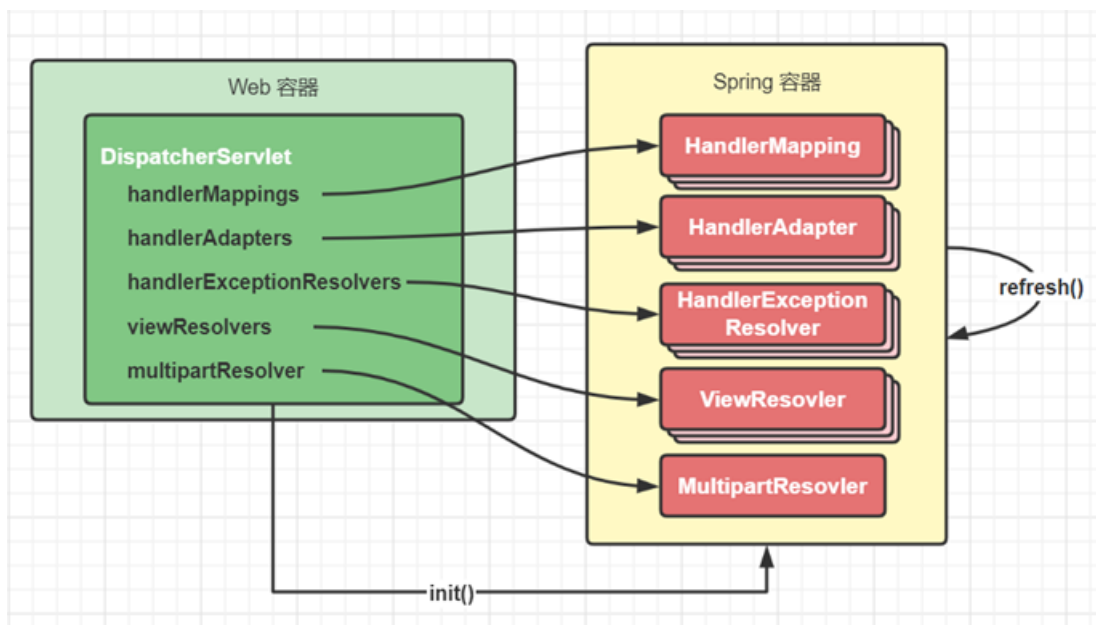 Web 容器
DispatcherServlet
handlerMappings
handlerAdapters
handlerExceptionResolvers
viewResolvers
multipartResolver
Spring 容器
HandlerMapping
HandlerAdapter
HandlerException
Resolver
ViewResovler
MultipartResovler
refresh()
init()